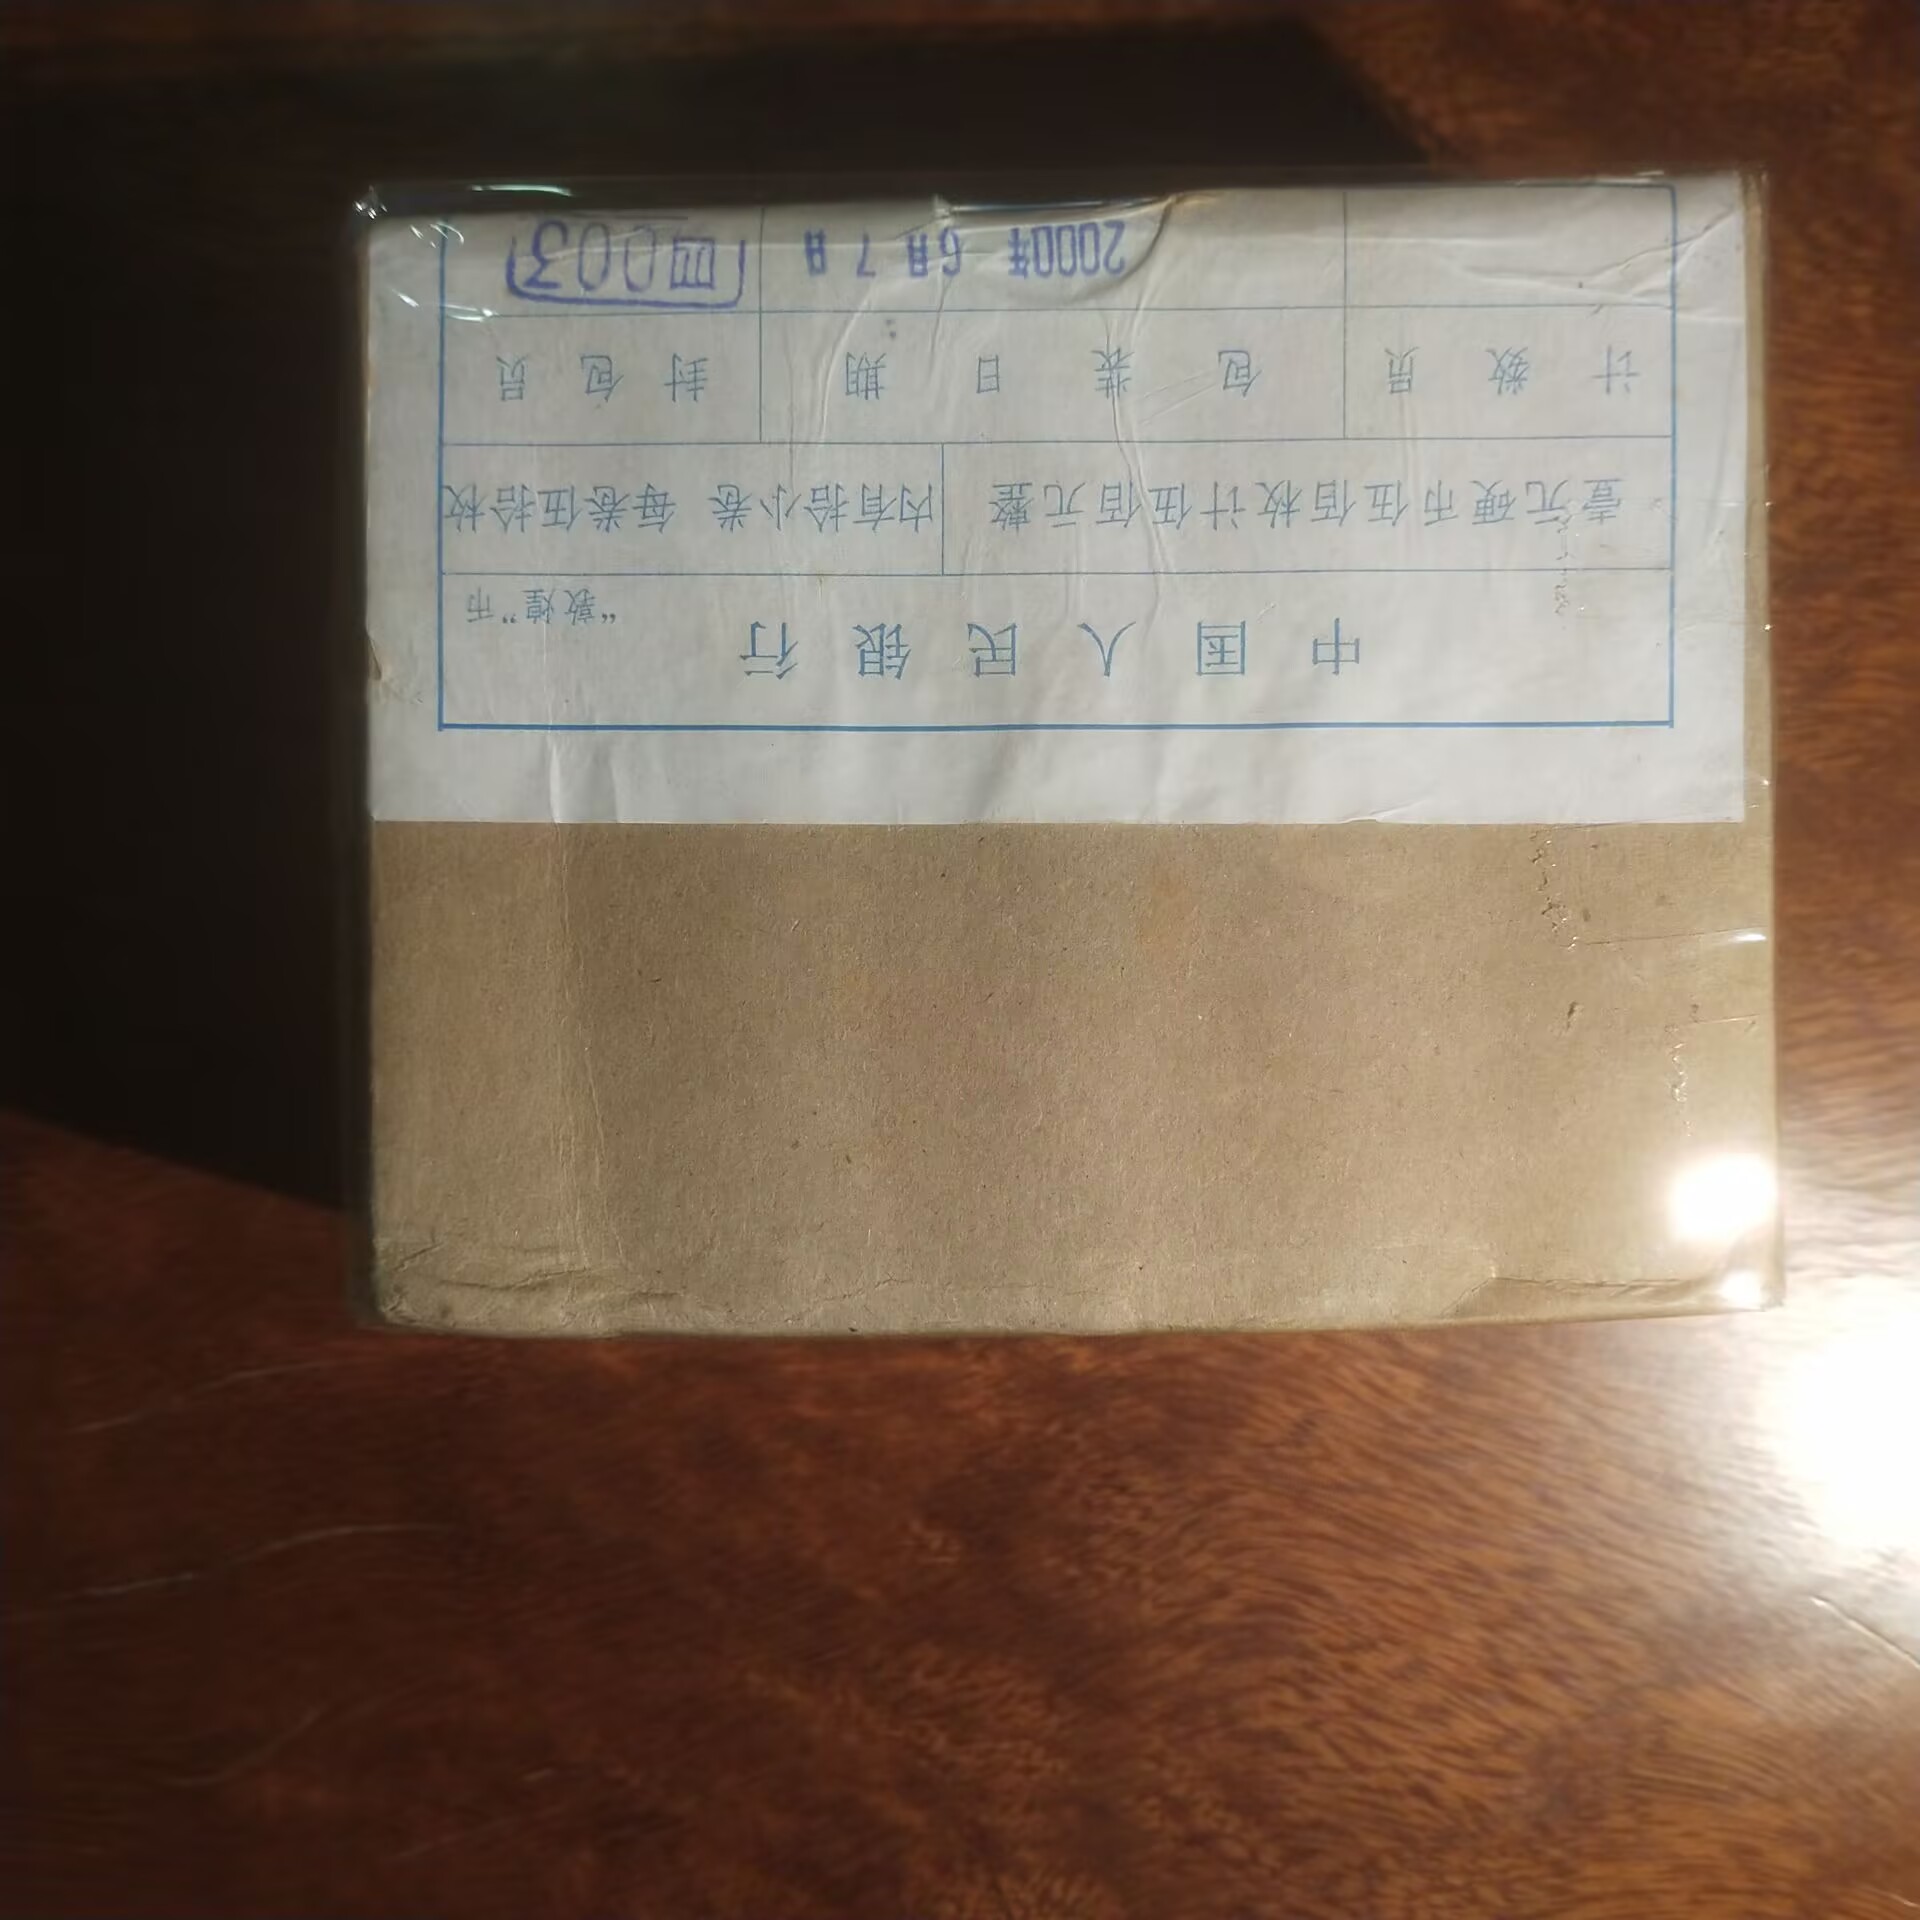 中国人民银行
“敦煌”币
壹元硬币伍佰枚计伍佰元整 内有拾小卷 每卷伍拾枚
计数员 包装日期 封包员
2000年 6月 7日 四003